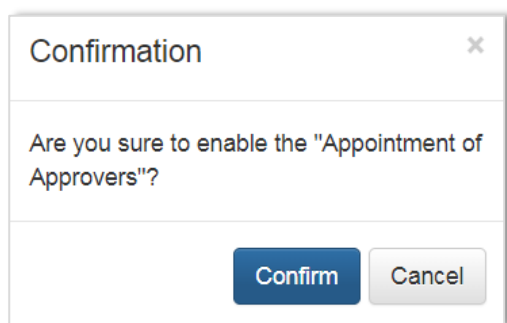 Confirmation ×
Are you sure to enable the "Appointment of
Approvers"?
Confirm Cancel